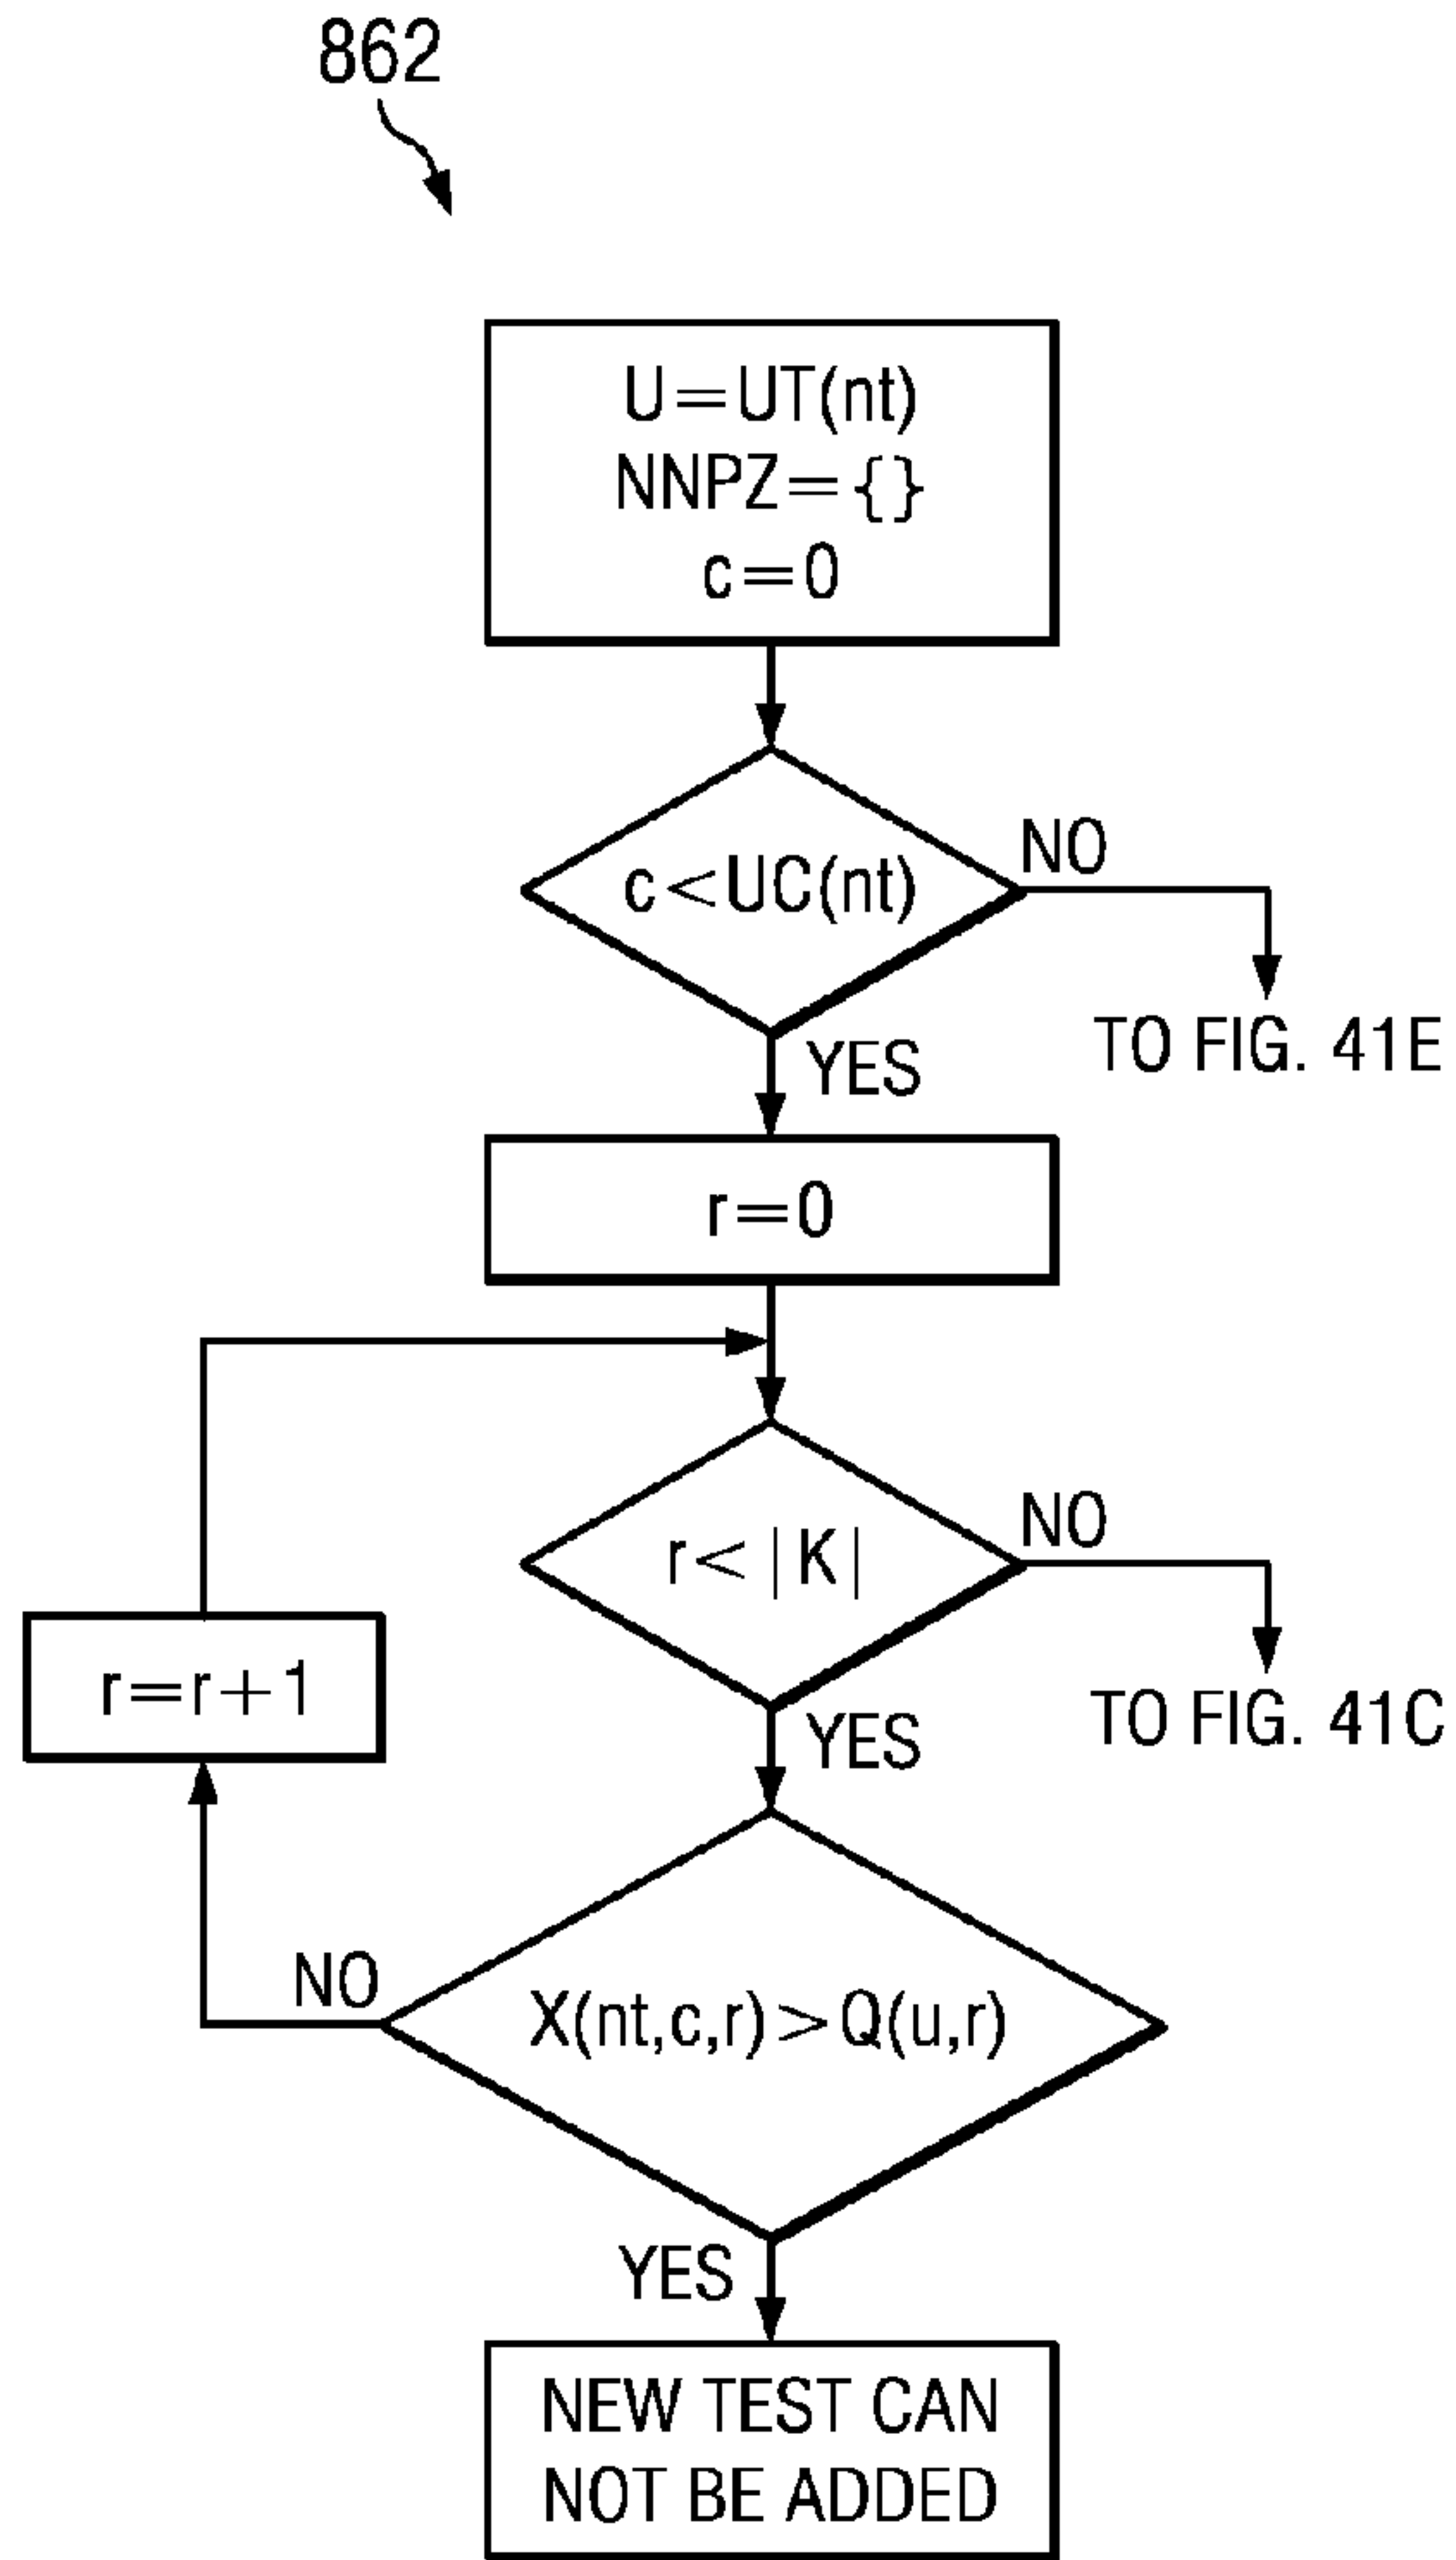 862
U=UT(nt)
NNPZ={}
c=0
c<UC(nt)
NO
TO FIG. 41E
YES
r=0
r<|K|
NO
TO FIG. 41C
YES
r=r+1
X(nt,c,r)>Q(u,r)
NO
YES
NEW TEST CAN
NOT BE ADDED